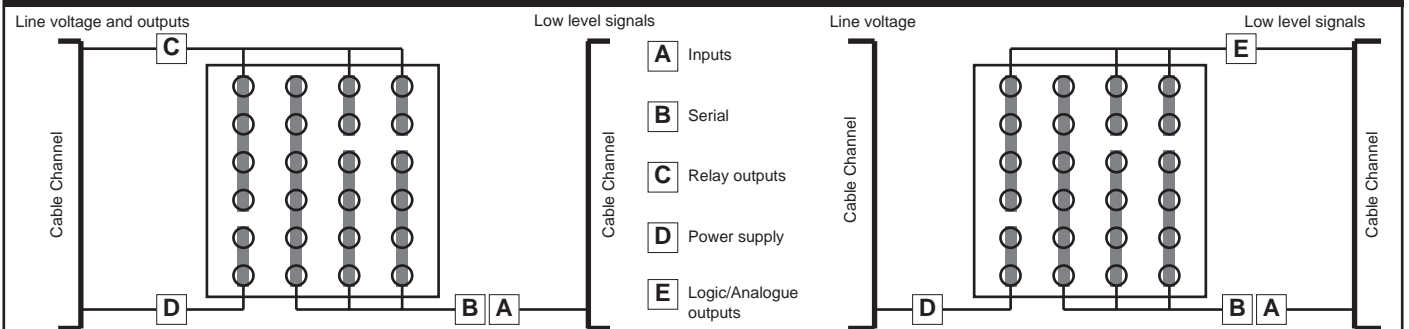 Line voltage and outputs
Low level signals
C
Cable Channel
Cable Channel
D
B A
A Inputs
B Serial
C Relay outputs
D Power supply
E Logic/Analogue
outputs
Line voltage
Low level signals
E
Cable Channel
Cable Channel
D
B A